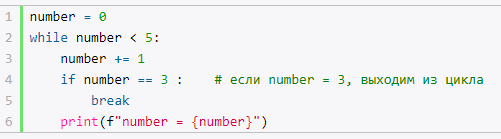 1 number = 0
2 while number < 5:
3     number += 1
4     if number == 3 :    # если number = 3, выходим из цикла
5         break
6     print(f"number = {number}")